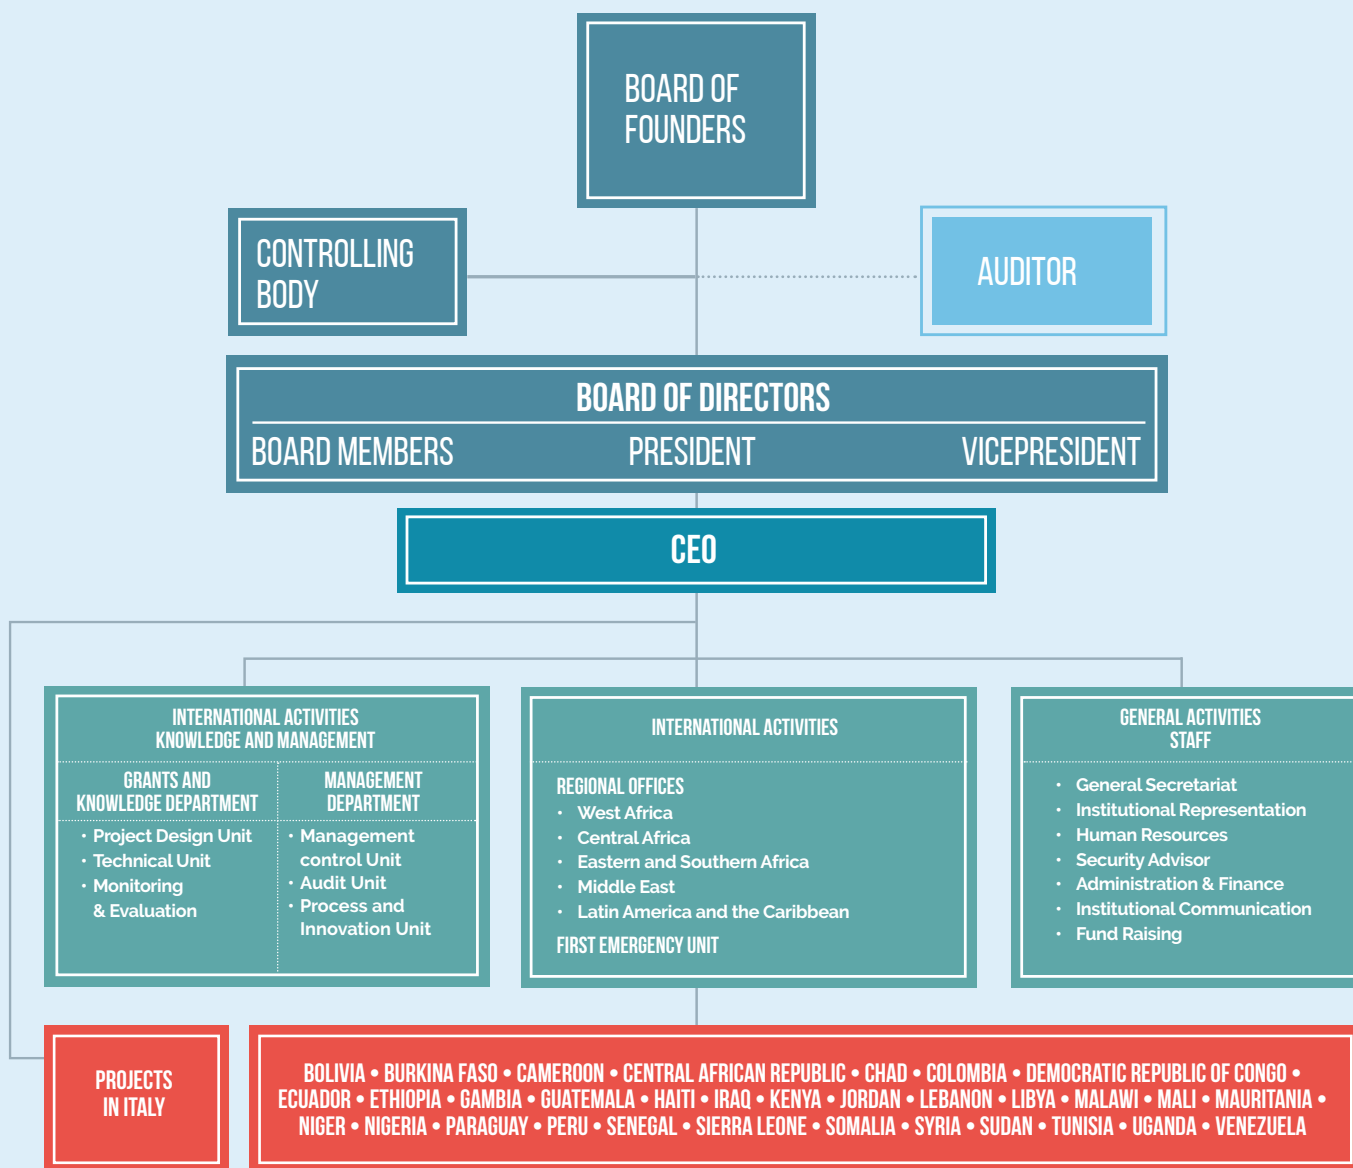 BOARD OF
FOUNDERS
CONTROLLING
BODY
AUDITOR
BOARD OF DIRECTORS
BOARD MEMBERS PRESIDENT VICEPRESIDENT
CEO
INTERNATIONAL ACTIVITIES
KNOWLEDGE AND MANAGEMENT
GRANTS AND
KNOWLEDGE DEPARTMENT
• Project Design Unit
• Technical Unit
• Monitoring
& Evaluation
MANAGEMENT
DEPARTMENT
• Management
control Unit
• Audit Unit
• Process and
Innovation Unit
INTERNATIONAL ACTIVITIES
REGIONAL OFFICES
• West Africa
• Central Africa
• Eastern and Southern Africa
• Middle East
• Latin America and the Caribbean
FIRST EMERGENCY UNIT
GENERAL ACTIVITIES
STAFF
• General Secretariat
• Institutional Representation
• Human Resources
• Security Advisor
• Administration & Finance
• Institutional Communication
• Fund Raising
PROJECTS
IN ITALY
BOLIVIA • BURKINA FASO • CAMEROON • CENTRAL AFRICAN REPUBLIC • CHAD • COLOMBIA • DEMOCRATIC REPUBLIC OF CONGO •
ECUADOR • ETHIOPIA • GAMBIA • GUATEMALA • HAITI • IRAQ • KENYA • JORDAN • LEBANON • LIBYA • MALAWI • MALI • MAURITANIA •
NIGER • NIGERIA • PARAGUAY • PERU • SENEGAL • SIERRA LEONE • SOMALIA • SYRIA • SUDAN • TUNISIA • UGANDA • VENEZUELA